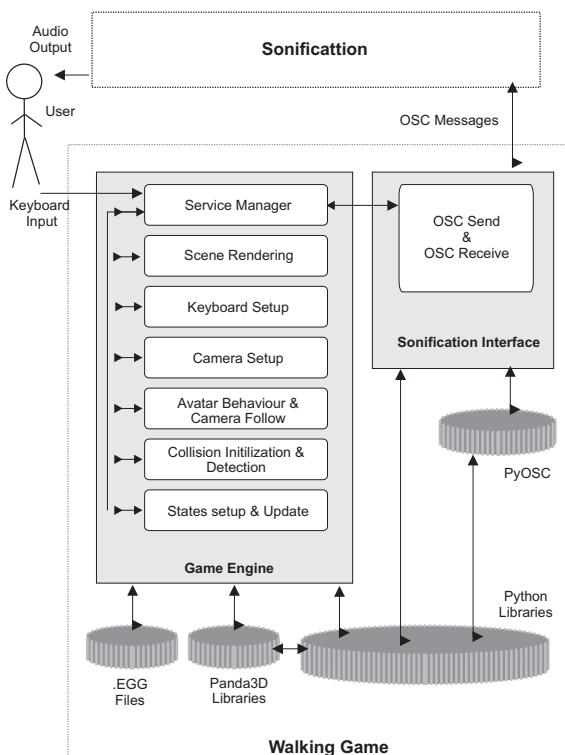 Audio
Output
Sonificattion
User
OSC Messages
Keyboard
Input
Service Manager
Scene Rendering
Keyboard Setup
Camera Setup
Avatar Behaviour &
Camera Follow
Collision Initilization &
Detection
States setup & Update
Game Engine
OSC Send
&
OSC Receive
Sonification Interface
PyOSC
Python
Libraries
.EGG
Files
Panda3D
Libraries
Walking Game